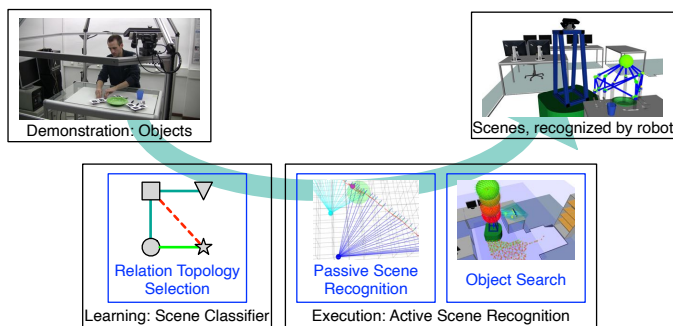 Demonstration: Objects
Scenes, recognized by robot
Relation Topology
Selection
Passive Scene
Recognition
Object Search
Learning: Scene Classifier
Execution: Active Scene Recognition